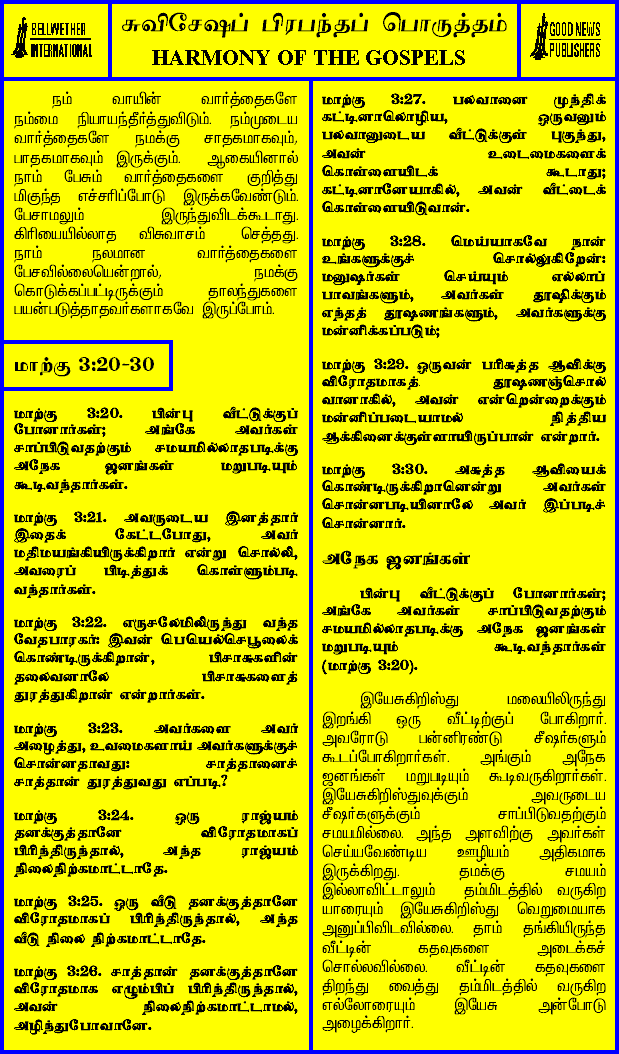 BELLWETHER
INTERNATIONAL
சுவிசேஷப் பிரபந்தப் பொருத்தம்
HARMONY OF THE GOSPELS
GOOD NEWS
PUBLISHERS
நம் வாயின் வார்த்தைகளே
நம்மை நியாயந்தீர்த்துவிடும். நம்முடைய
வார்த்தைகளே நமக்கு சாதகமாகவும்,
பாதகமாகவும் இருக்கும். ஆகையினால்
நாம் பேசும் வார்த்தைகளை குறித்து
மிகுந்த எச்சரிப்போடு இருக்கவேண்டும்.
பேசாமலும் இருந்துவிடக்கூடாது.
கிரியையில்லாத விசுவாசம் செத்தது.
நாம் நலமான வார்த்தைகளை
பேசவில்லையென்றால், நமக்கு
கொடுக்கப்பட்டிருக்கும் தாலந்துகளை
பயன்படுத்தாதவர்களாகவே இருப்போம்.
மாற்கு 3:20-30
மாற்கு 3:20. பின்பு வீட்டுக்குப்
போனார்கள்; அங்கே அவர்கள்
சாப்பிடுவதற்கும் சமயமில்லாதபடிக்கு
அநேக ஜனங்கள் மறுபடியும்
கூடிவந்தார்கள்.
மாற்கு 3:21. அவருடைய இனத்தார்
இதைக் கேட்டபோது, அவர்
மதிமயங்கியிருக்கிறார் என்று சொல்லி,
அவரைப் பிடித்துக் கொள்ளும்படி
வந்தார்கள்.
மாற்கு 3:22. எருசலேமிலிருந்து வந்த
வேதபாரகர்: இவன் பெயெல்செபூலைக்
கொண்டிருக்கிறான், பிசாசுகளின்
தலைவனாலே பிசாசுகளைத்
துரத்துகிறான் என்றார்கள்.
மாற்கு 3:23. அவர்களை அவர்
அழைத்து, உவமைகளாய் அவர்களுக்குச்
சொன்னதாவது: சாத்தானைச்
சாத்தான் துரத்துவது எப்படி?
மாற்கு 3:24. ஒரு ராஜ்யம்
தனக்குத்தானே விரோதமாகப்
பிரிந்திருந்தால், அந்த ராஜ்யம்
நிலைநிற்கமாட்டாதே.
மாற்கு 3:25. ஒரு வீடு தனக்குத்தானே
விரோதமாகப் பிரிந்திருந்தால், அந்த
வீடு நிலை நிற்கமாட்டாதே.
மாற்கு 3:26. சாத்தான் தனக்குத்தானே
விரோதமாக எழும்பிப் பிரிந்திருந்தால்,
அவன் நிலைநிற்கமாட்டாமல்,
அழிந்துபோவானே.
மாற்கு 3:27. பலவானை முந்திக்
கட்டினாலொழிய, ஒருவனும்
பலவானுடைய வீட்டுக்குள் புகுந்து,
அவன் உடைமைகளைக்
கொள்ளையிடக் கூடாது;
கட்டினானேயாகில், அவன் வீட்டைக்
கொள்ளையிடுவான்.
மாற்கு 3:28. மெய்யாகவே நான்
உங்களுக்குச் சொல்லுகிறேன்:
மனுஷர்கள் செய்யும் எல்லாப்
பாவங்களும், அவர்கள் தூஷிக்கும்
எந்தத் தூஷணங்களும், அவர்களுக்கு
மன்னிக்கப்படும்;
மாற்கு 3:29. ஒருவன் பரிசுத்த ஆவிக்கு
விரோதமாகத் தூஷணஞ்சொல்
வானாகில், அவன் என்றென்றைக்கும்
மன்னிப்படையாமல் நித்திய
ஆக்கினைக்குள்ளாயிருப்பான் என்றார்.
மாற்கு 3:30. அசுத்த ஆவியைக்
கொண்டிருக்கிறானென்று அவர்கள்
சொன்னபடியினாலே அவர் இப்படிச்
சொன்னார்.
அநேக ஜனங்கள்
பின்பு வீட்டுக்குப் போனார்கள்;
அங்கே அவர்கள் சாப்பிடுவதற்கும்
சமயமில்லாதபடிக்கு அநேக ஜனங்கள்
மறுபடியும் கூடிவந்தார்கள்
(மாற்கு 3:20).
இயேசுகிறிஸ்து மலையிலிருந்து
இறங்கி ஒரு வீட்டிற்குப் போகிறார்.
அவரோடு பன்னிரண்டு சீஷர்களும்
கூடப்போகிறார்கள். அங்கும் அநேக
ஜனங்கள் மறுபடியும் கூடிவருகிறார்கள்.
இயேசுகிறிஸ்துவுக்கும் அவருடைய
சீஷர்களுக்கும் சாப்பிடுவதற்கும்
சமயமில்லை. அந்த அளவிற்கு அவர்கள்
செய்யவேண்டிய ஊழியம் அதிகமாக
இருக்கிறது. தமக்கு சமயம்
இல்லாவிட்டாலும் தம்மிடத்தில் வருகிற
யாரையும் இயேசுகிறிஸ்து வெறுமையாக
அனுப்பிவிடவில்லை. தாம் தங்கியிருந்த
வீட்டின் கதவுகளை அடைக்கச்
சொல்லவில்லை. வீட்டின் கதவுகளை
திறந்து வைத்து தம்மிடத்தில் வருகிற
எல்லோரையும் இயேசு அன்போடு
அழைக்கிறார்.